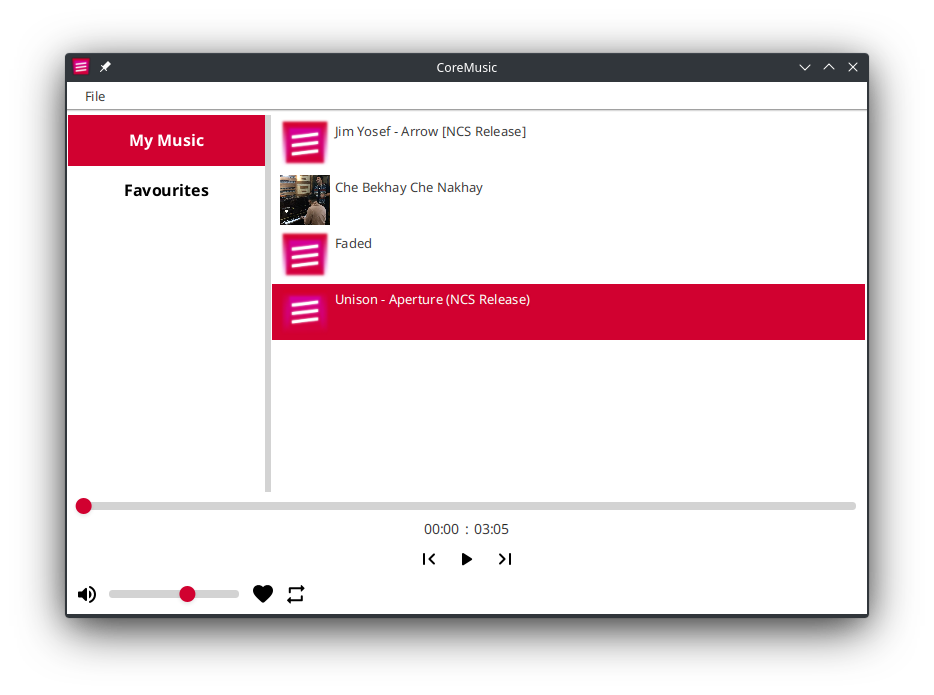 CoreMusic
File
My Music
Favourites
Jim Yosef - Arrow [NCS Release]
Che Bekhay Che Nakhay
Faded
Unison - Aperture (NCS Release)
00:00 : 03:05